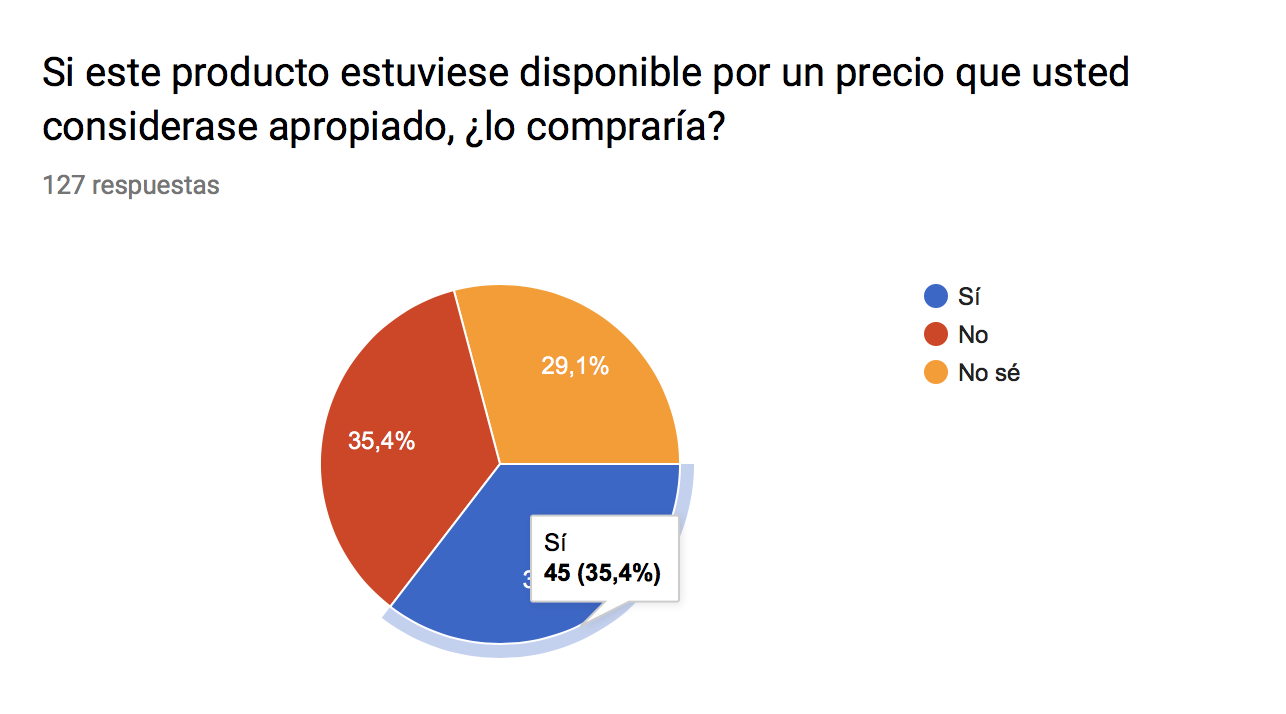 Si este producto estuviese disponible por un precio que usted
considerase apropiado, ¿lo compraría?
127 respuestas
Sí
No
No sé
29,1%
35,4%
Sí
45 (35,4%)